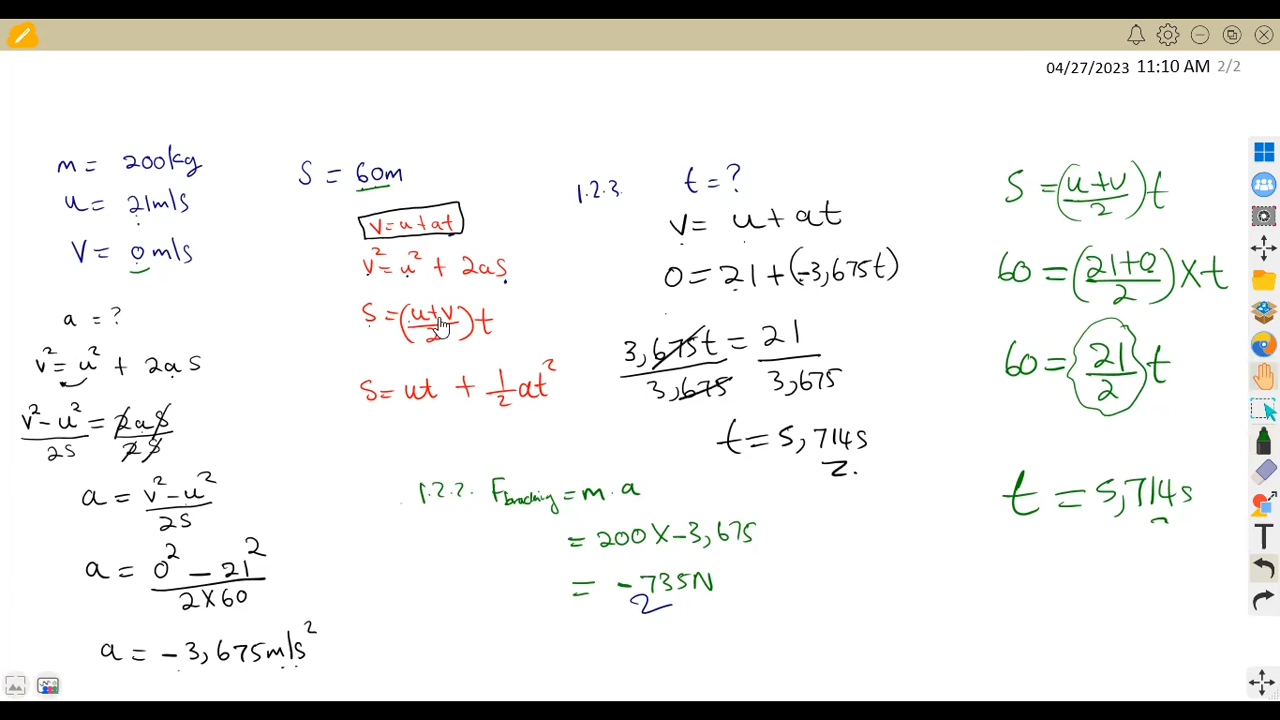 04/27/2023 11:10 AM 2/2
m = 200kg
u = 21m/s
V = 0m/s
a = ?
v² = u² + 2as
v² - u² / 2s = 2as / 2s
a = v² - u² / 2s
a = 0² - 21² / 2×60
a = -3,675m/s²
S = 60m
v = u + at
v² = u² + 2as
S = (u+v / 2) t
S = ut + 1/2 at²
1.2.2. Fbracking = m . a
= 200 X -3,675
= -735N
1.2.3. t = ?
v = u + at
0 = 21 + (-3,675t)
3,675t / 3,675 = 21 / 3,675
t = 5,714s
S = (u+v / 2) t
60 = (21+0 / 2) X t
60 = (21 / 2) t
t = 5,714s
T